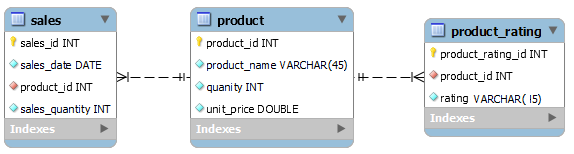 sales
sales_id INT
sales_date DATE
product_id INT
sales_quantity INT
Indexes
product
product_id INT
product_name VARCHAR(45)
quanity INT
unit_price DOUBLE
Indexes
product_rating
product_rating_id INT
product_id INT
rating VARCHAR(
Indexes